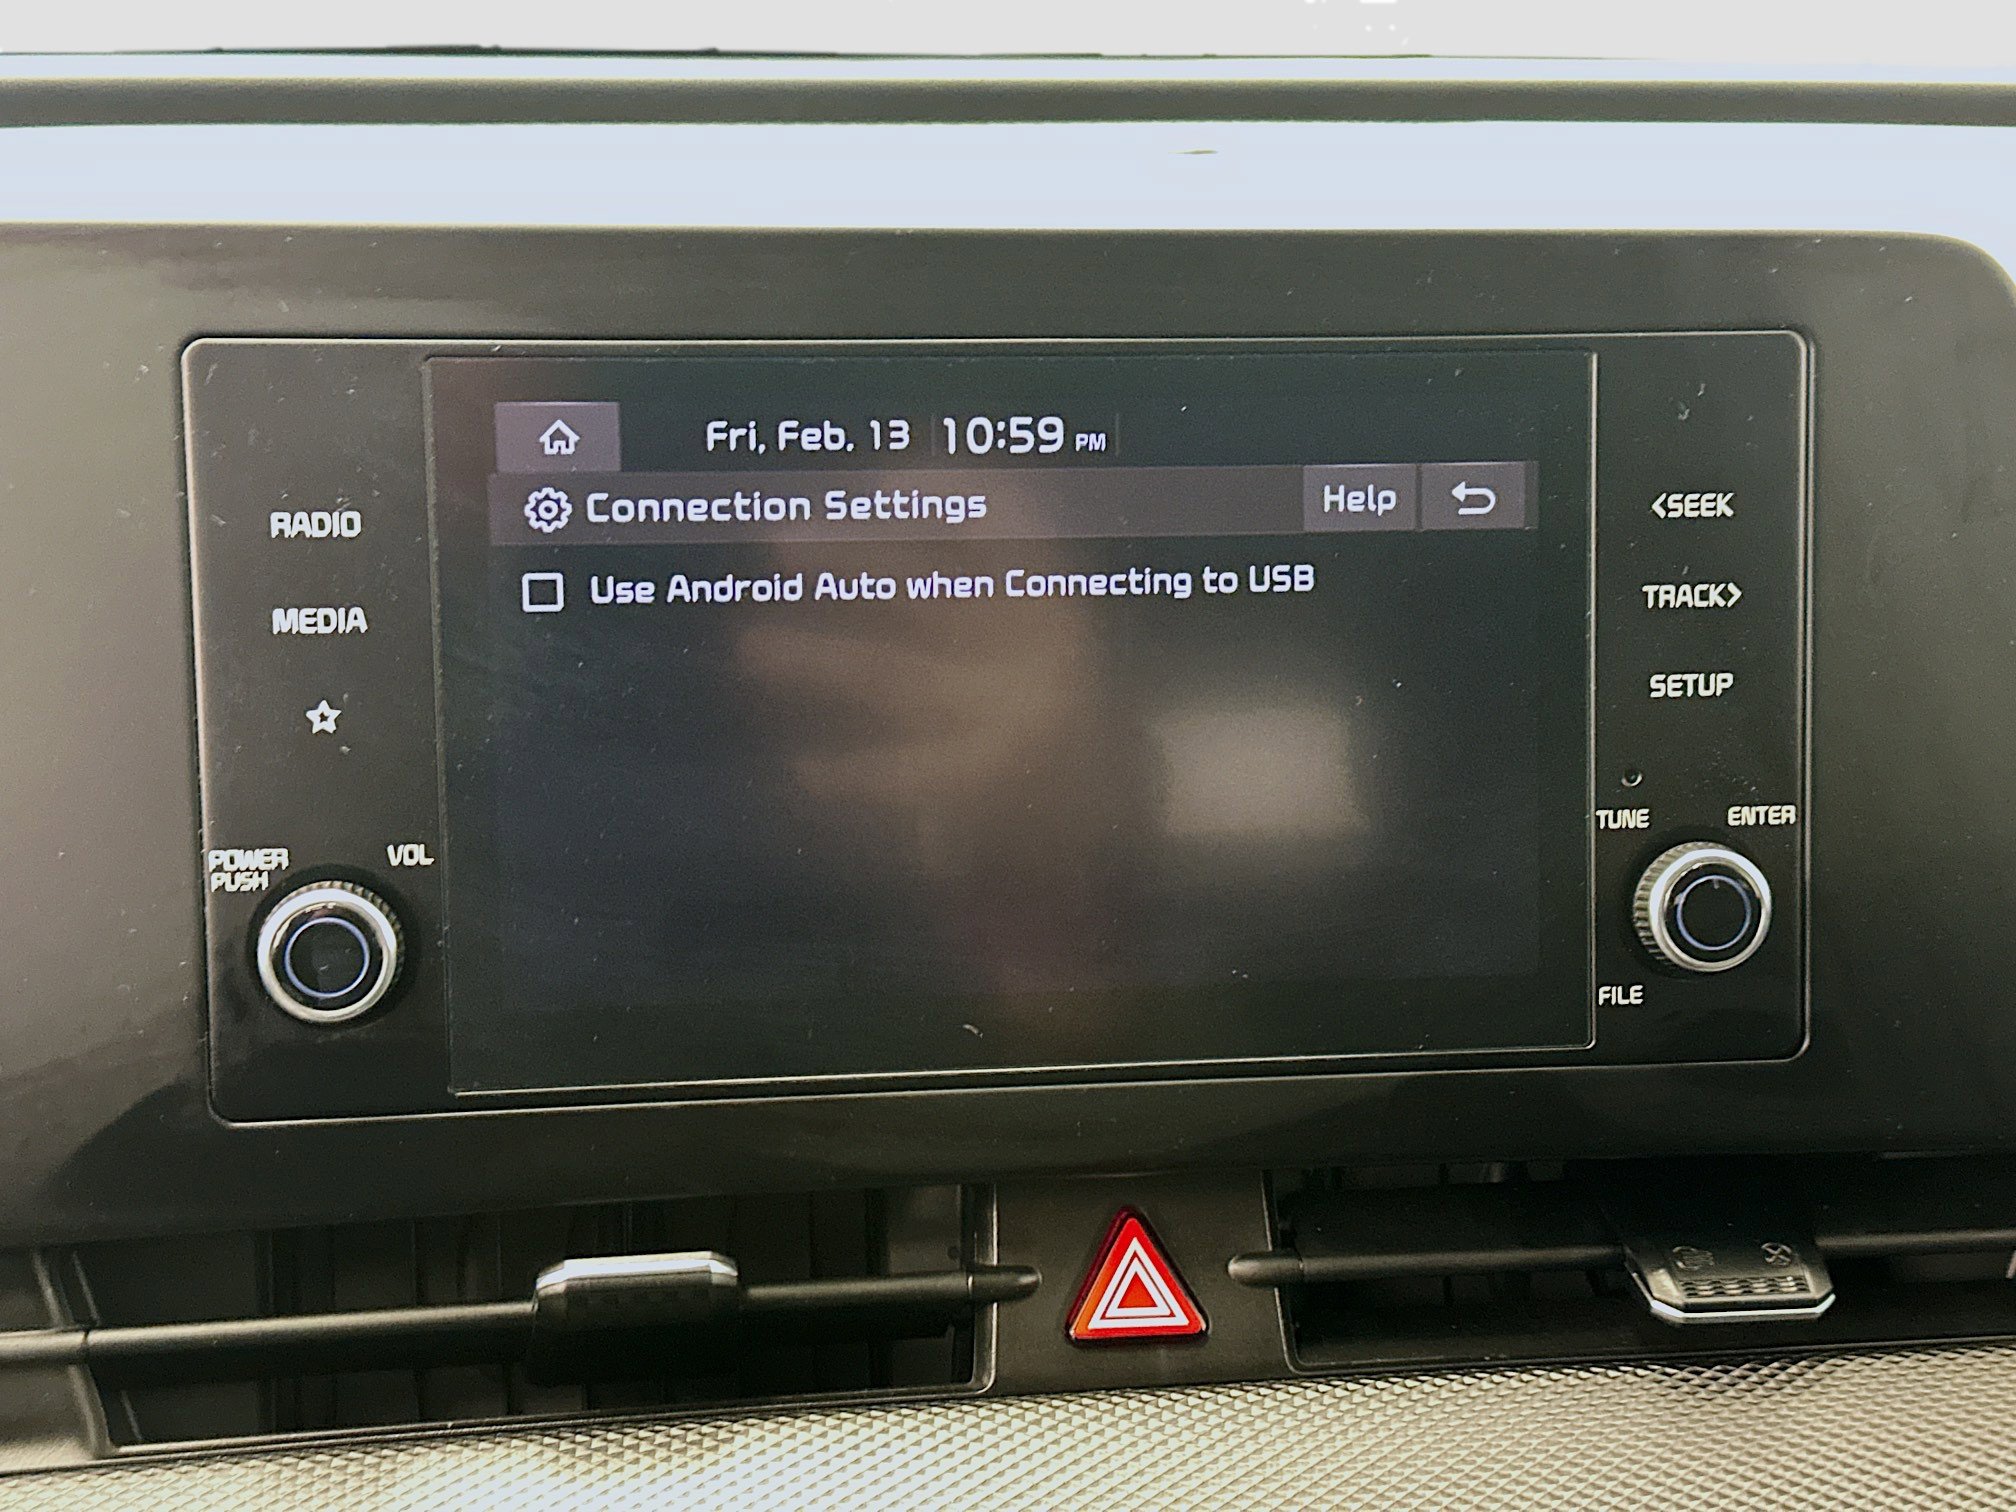 Fri, Feb. 13 10:59 PM
Connection Settings Help
Use Android Auto when Connecting to USB
RADIO
MEDIA
POWER
PUSH
VOL
<SEEK
TRACK>
SETUP
TUNE ENTER
FILE